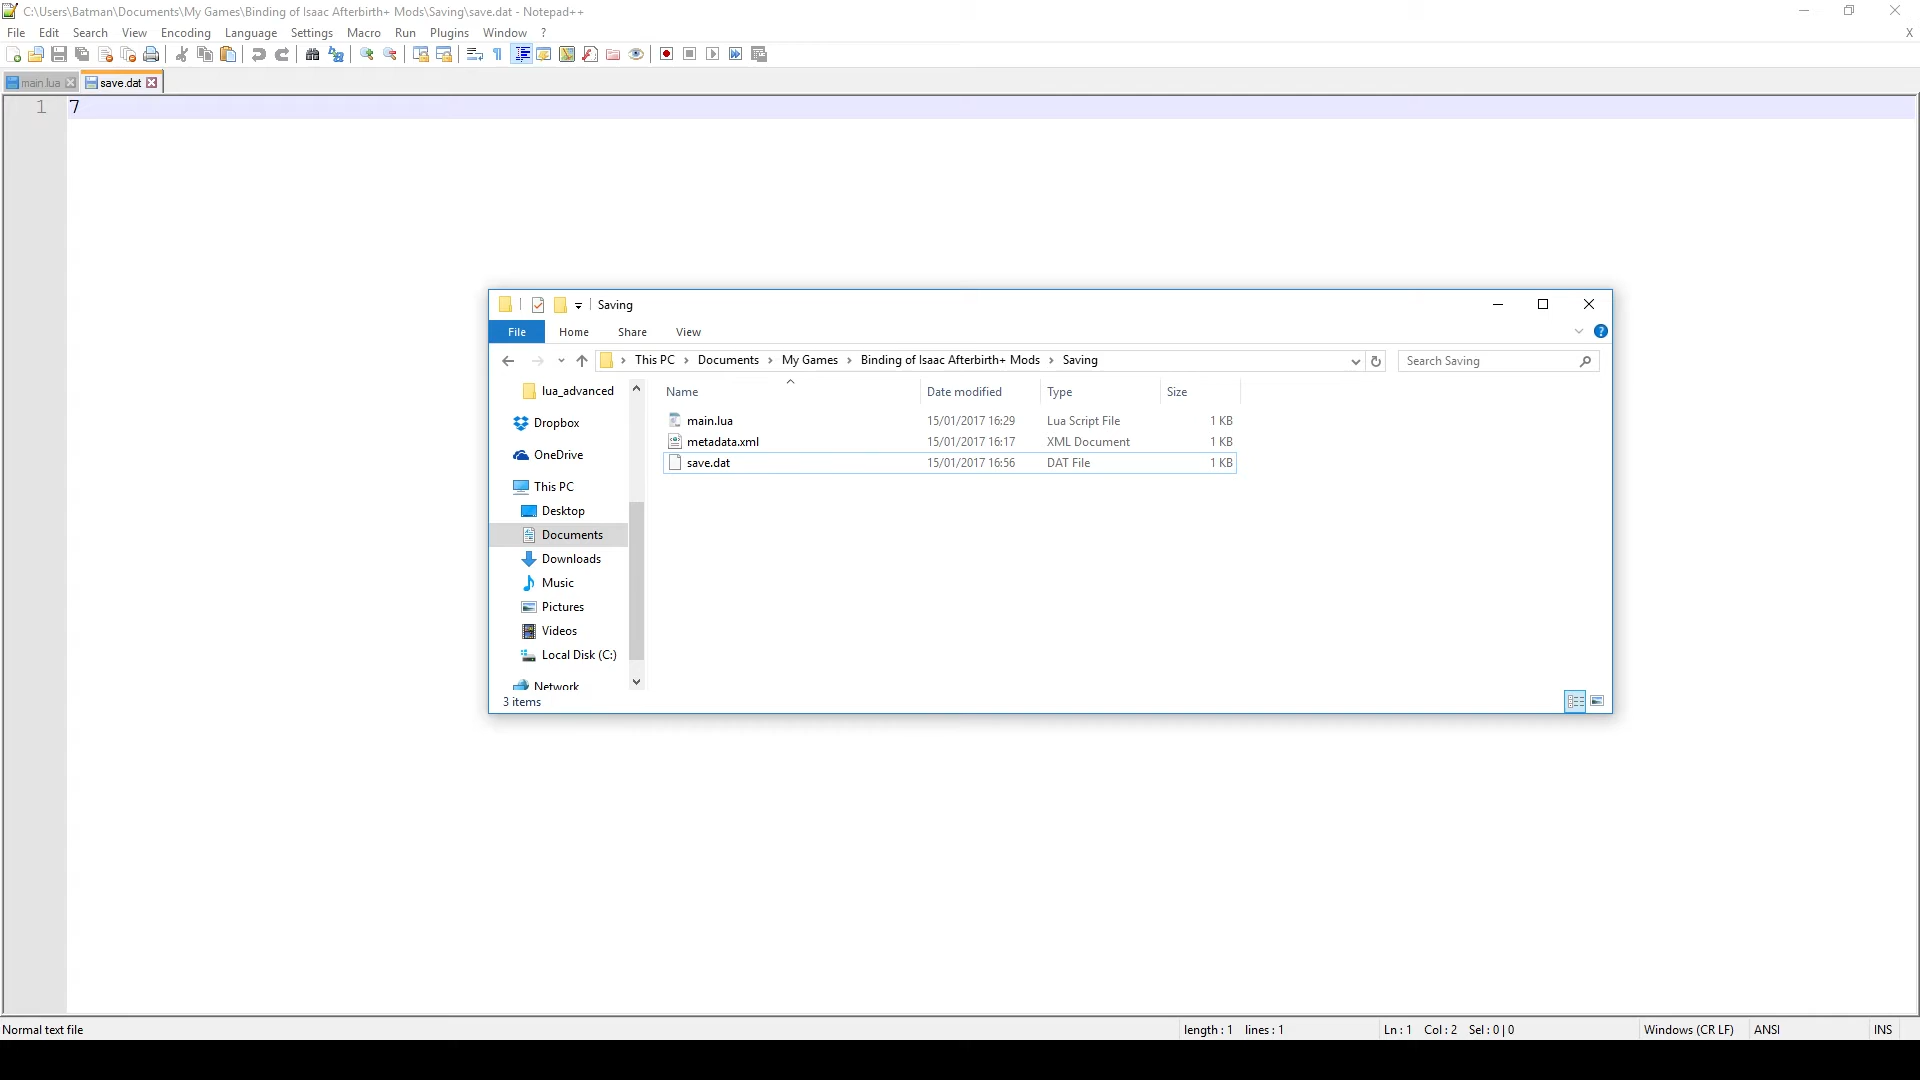 C:\Users\Batman\Documents\My Games\Binding of Isaac Afterbirth+ Mods\Saving\save.dat - Notepad++
File Edit Search View Encoding Language Settings Macro Run Plugins Window ? X
main.lua save.dat
1 7
Saving
File Home Share View
This PC Documents My Games Binding of Isaac Afterbirth+ Mods Saving Search Saving
lua_advanced
Dropbox
OneDrive
This PC
Desktop
Documents
Downloads
Music
Pictures
Videos
Local Disk (C:)
Network
Name Date modified Type Size
main.lua 15/01/2017 16:29 Lua Script File 1 KB
metadata.xml 15/01/2017 16:17 XML Document 1 KB
save.dat 15/01/2017 16:56 DAT File 1 KB
3 items
Normal text file length : 1 lines : 1 Ln : 1 Col : 2 Sel : 0 | 0 Windows (CR LF) ANSI INS